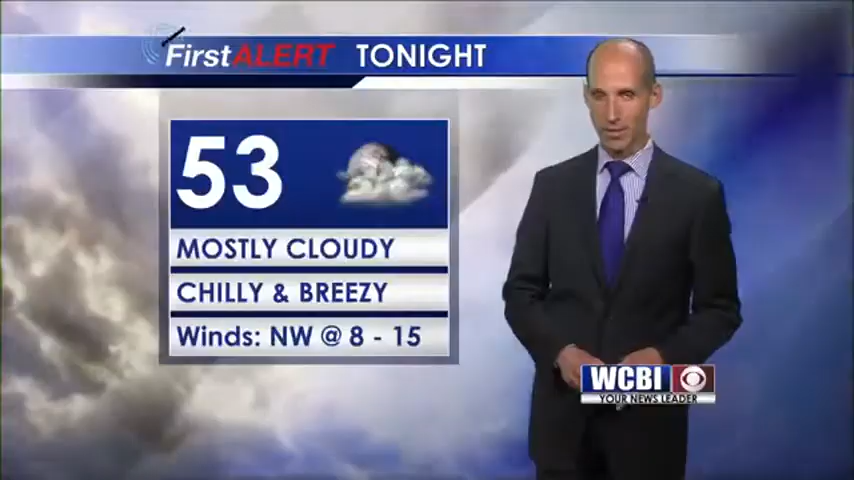 FirstALERT TONIGHT
53
MOSTLY CLOUDY
CHILLY & BREEZY
Winds: NW @ 8 - 15
WCBI
YOUR NEWS LEADER